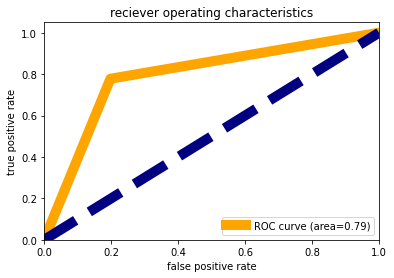 reciever operating characteristics
1.0
0.8
0.6
0.4
0.2
0.0
true positive rate
ROC curve (area=0.79)
0.0 0.2 0.4 0.6 0.8 1.0
false positive rate